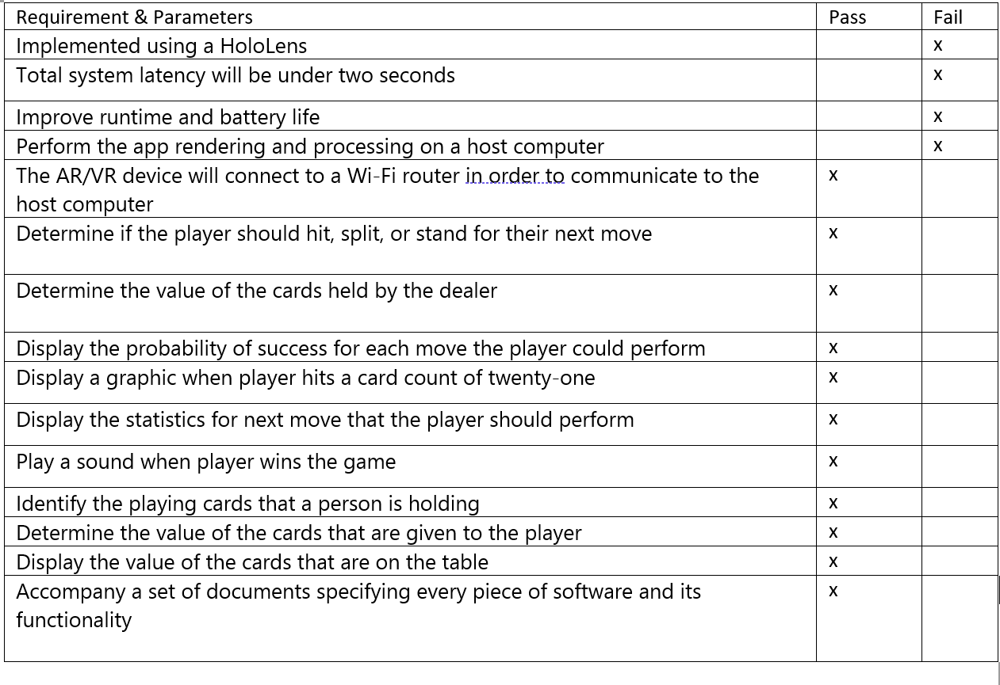 Requirement & Parameters Pass Fail
Implemented using a HoloLens x
Total system latency will be under two seconds x
Improve runtime and battery life x
Perform the app rendering and processing on a host computer x
The AR/VR device will connect to a Wi-Fi router in order to communicate to the x
host computer
Determine if the player should hit, split, or stand for their next move x
Determine the value of the cards held by the dealer x
Display the probability of success for each move the player could perform x
Display a graphic when player hits a card count of twenty-one x
Display the statistics for next move that the player should perform x
Play a sound when player wins the game x
Identify the playing cards that a person is holding x
Determine the value of the cards that are given to the player x
Display the value of the cards that are on the table x
Accompany a set of documents specifying every piece of software and its x
functionality